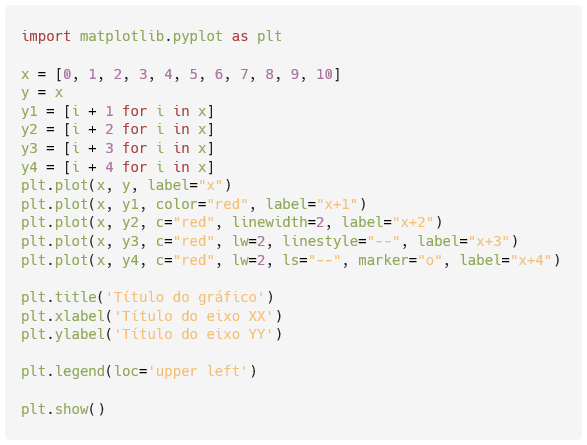 import matplotlib.pyplot as plt
x = [0, 1, 2, 3, 4, 5, 6, 7, 8, 9, 10]
y = x
y1 = [i + 1 for i in x]
y2 = [i + 2 for i in x]
y3 = [i + 3 for i in x]
y4 = [i + 4 for i in x]
plt.plot(x, y, label="x")
plt.plot(x, y1, color="red", label="x+1")
plt.plot(x, y2, c="red", linewidth=2, label="x+2")
plt.plot(x, y3, c="red", lw=2, linestyle="--", label="x+3")
plt.plot(x, y4, c="red", lw=2, ls="--", marker="o", label="x+4")
plt.title('Título do gráfico')
plt.xlabel('Título do eixo XX')
plt.ylabel('Título do eixo YY')
plt.legend(loc='upper left')
plt.show()